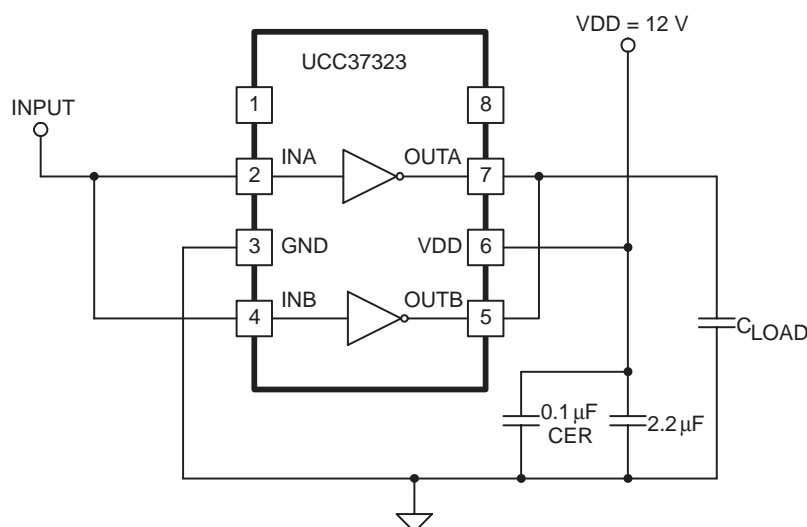 VDD = 12 V
UCC37323
1
8
INPUT
INA
OUTA
2
7
3
GND
VDD
6
INB
OUTB
4
5
CLOAD
0.1 µF
CER
2.2 µF